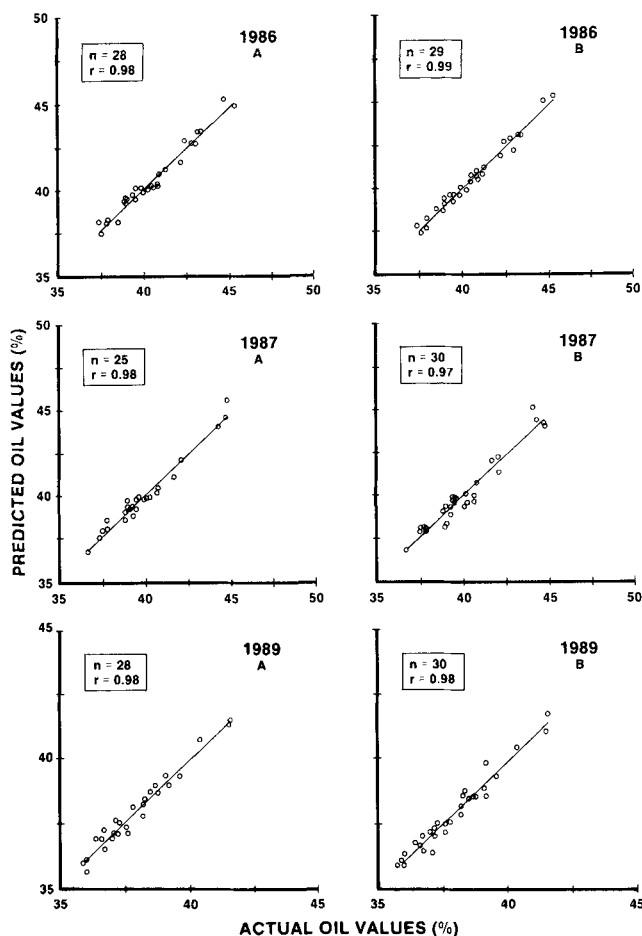 50
1986
A
n = 28
r = 0.98
45
40
35
35
40
45
50
1986
B
n = 29
r = 0.99
35
40
45
50
50
1987
A
n = 25
r = 0.98
45
40
35
35
40
45
50
1987
B
n = 30
r = 0.97
35
40
45
50
45
1989
A
n = 28
r = 0.98
40
35
35
40
45
1989
B
n = 30
r = 0.98
35
40
45
PREDICTED OIL VALUES (%)
ACTUAL OIL VALUES (%)